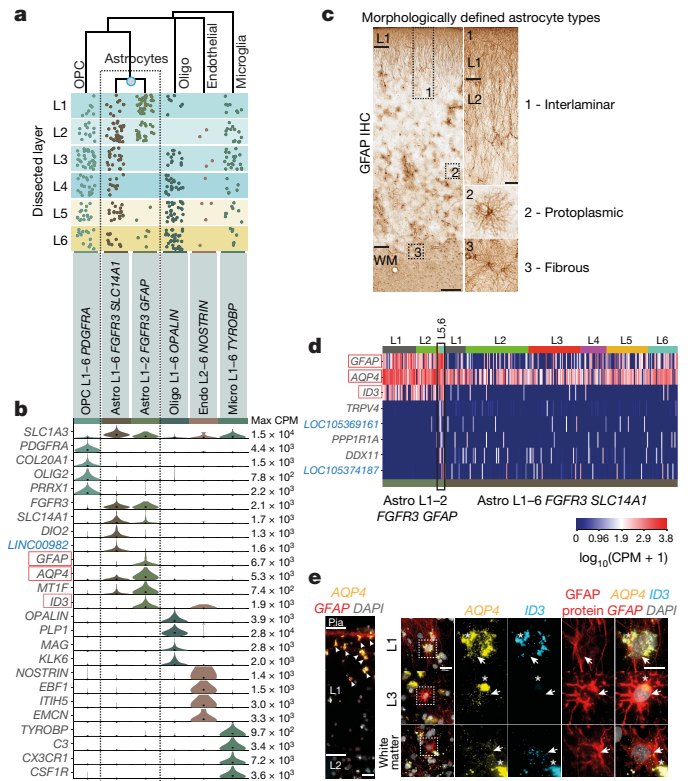 a
OPC
Astrocytes
Oligo
Endothelial
Microglia
Dissected layer
L1
L2
L3
L4
L5
L6
OPC L1–6 PDGFRA
Astro L1–6 FGFR3 SLC14A1
Astro L1–2 FGFR3 GFAP
Oligo L1–6 OPALIN
Endo L2–6 NOSTRIN
Micro L1–6 TYROBP
b
Max CPM
SLC1A3 1.5 × 10⁴
PDGFRA 4.4 × 10³
COL20A1 1.5 × 10³
OLIG2 7.8 × 10²
PRRX1 2.2 × 10³
FGFR3 2.1 × 10³
SLC14A1 1.7 × 10³
DIO2 1.3 × 10³
LINC00982 1.6 × 10³
GFAP 6.7 × 10³
AQP4 5.3 × 10³
MT1F 7.4 × 10²
ID3 1.9 × 10³
OPALIN 3.9 × 10³
PLP1 2.8 × 10⁴
MAG 2.8 × 10³
KLK6 2.0 × 10³
NOSTRIN 1.4 × 10³
EBF1 1.5 × 10³
ITIH5 3.0 × 10³
EMCN 3.3 × 10³
TYROBP 9.7 × 10²
C3 3.4 × 10³
CX3CR1 7.2 × 10³
CSF1R 3.6 × 10³
c
Morphologically defined astrocyte types
GFAP IHC
L1
1
2
3
WM
1
L1
L2
2
3
1 - Interlaminar
2 - Protoplasmic
3 - Fibrous
d
L5,6
L1 L2 L1 L2 L3 L4 L5 L6
GFAP
AQP4
ID3
TRPV4
LOC105369161
PPP1R1A
DDX11
LOC105374187
Astro L1–2
FGFR3 GFAP
Astro L1–6 FGFR3 SLC14A1
0 0.96 1.9 2.8 3.8
log₁₀(CPM + 1)
e
AQP4
GFAP DAPI
Pia
L1
L2
L1
L3
White
matter
AQP4
ID3
GFAP
protein
AQP4 ID3
GFAP DAPI